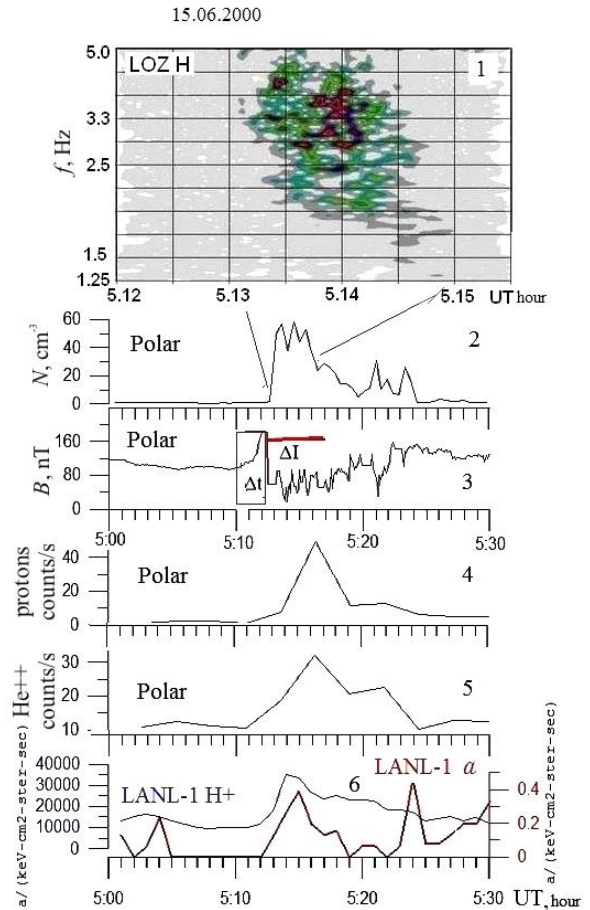 15.06.2000
LOZ H
1
f, Hz
5.0
3.3
2.5
1.5
1.25
5.12 5.13 5.14 5.15 UT hour
N, cm-3
60
40
20
0
Polar
2
B, nT
160
80
0
Polar
ΔI
Δt
3
5:00 5:10 5:20 5:30
protons
counts/s
40
20
0
Polar
4
He++
counts/s
30
20
10
Polar
5
a/(keV-cm2-ster-sec)
40000
30000
20000
10000
0
LANL-1 H+
6
LANL-1 a
0.4
0.2
0
a/(keV-cm2-ster-sec)
5:00 5:10 5:20 5:30 UT, hour